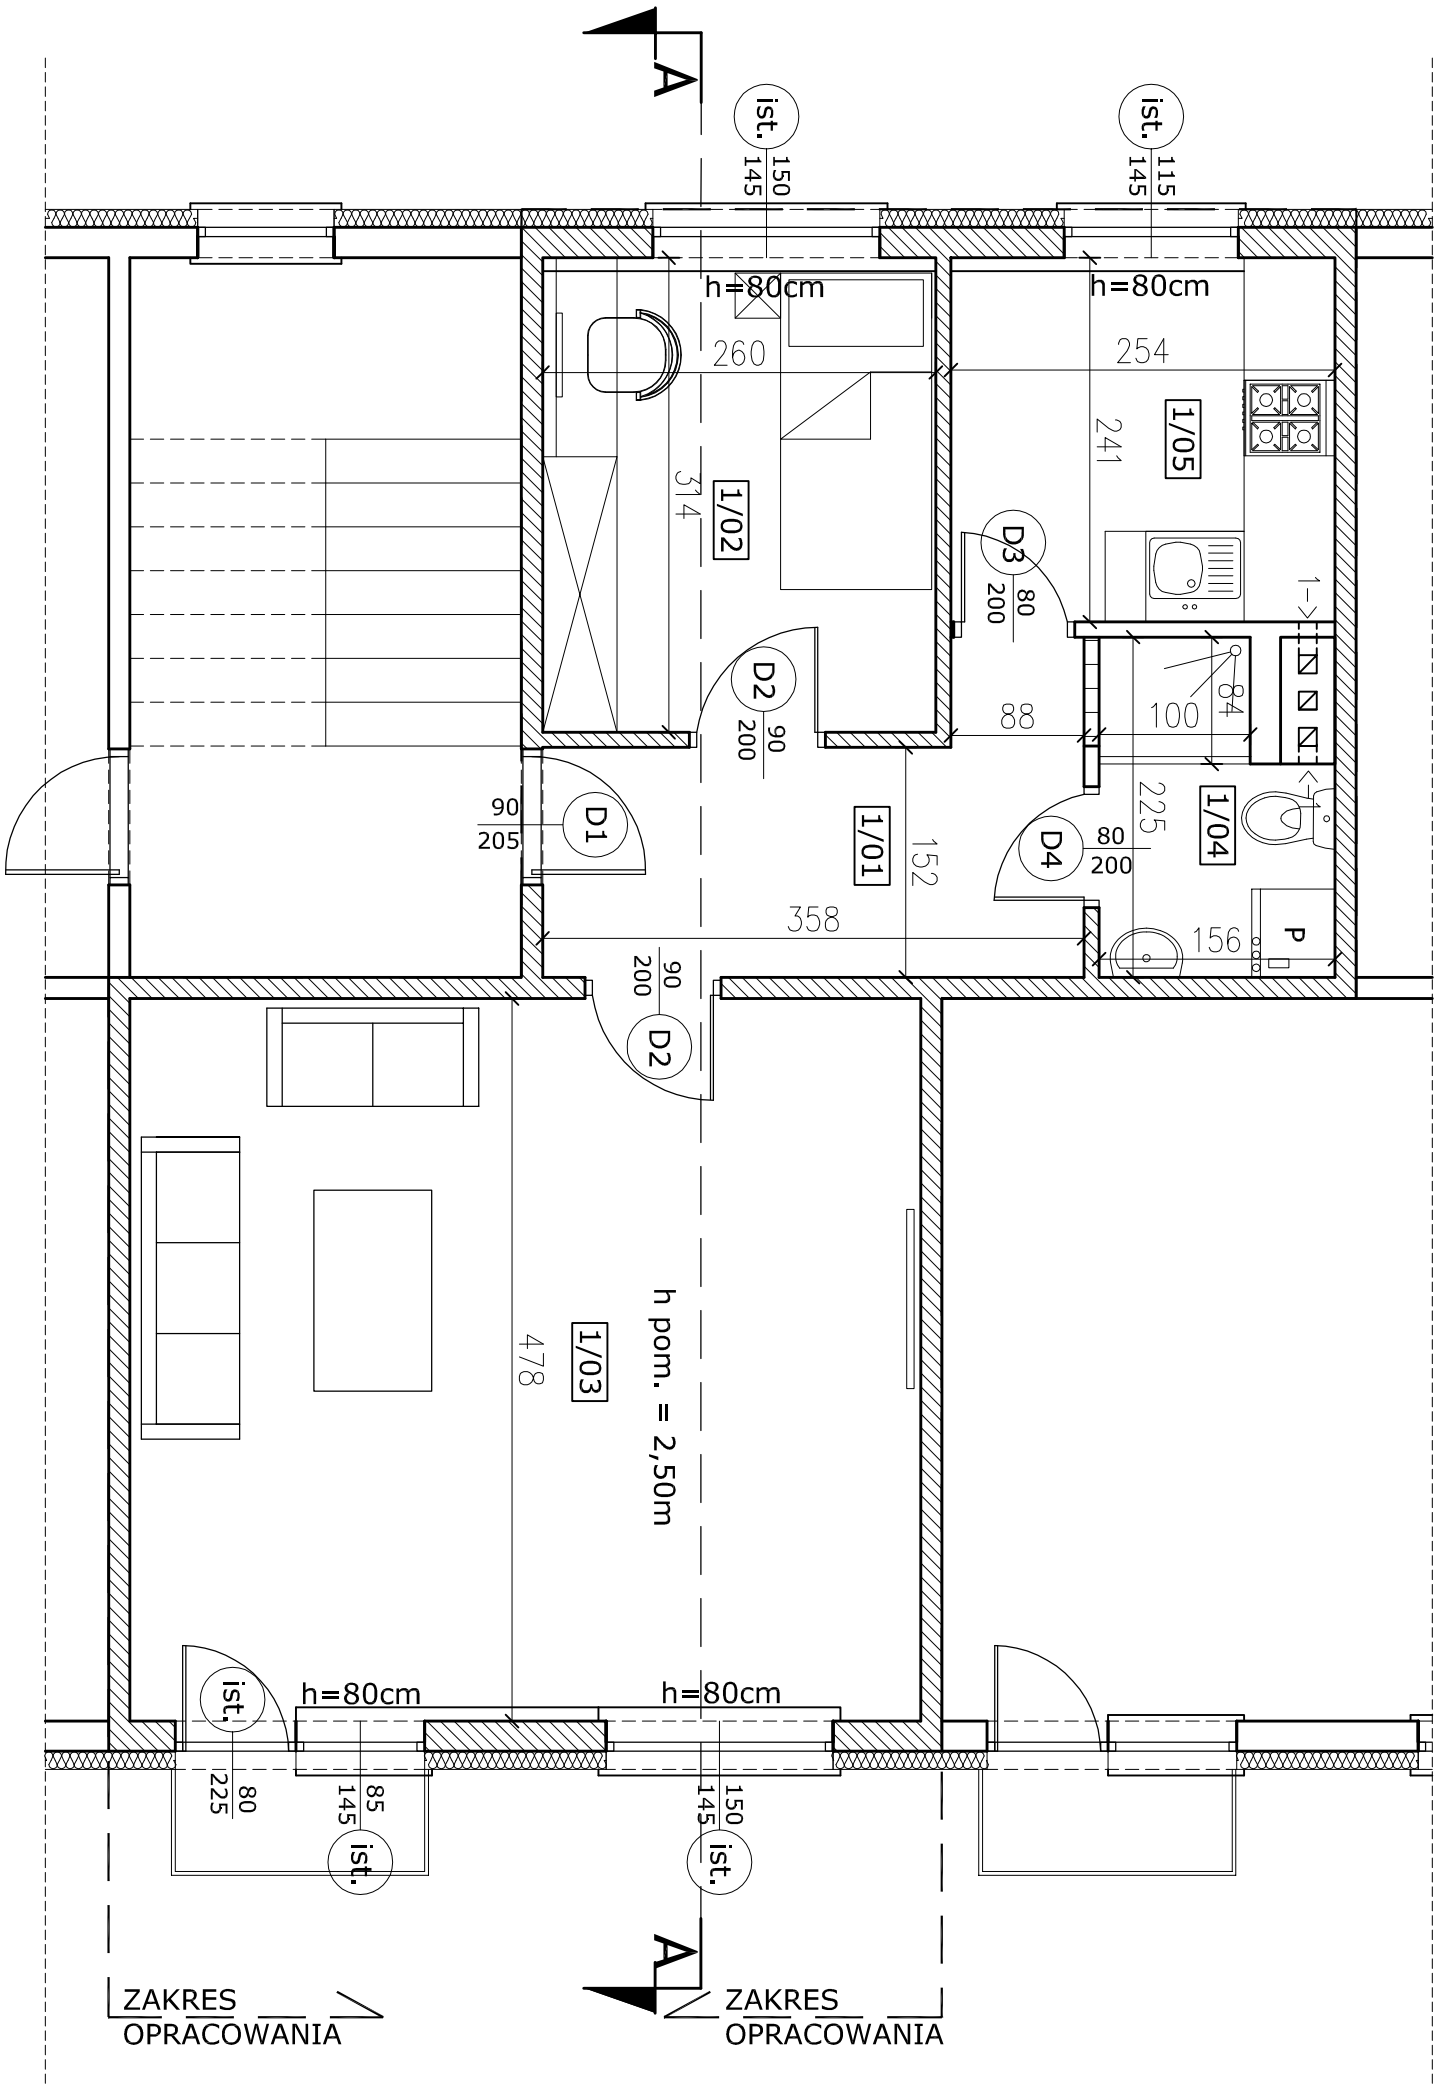 A
ist.
150
145
ist.
115
145
h=80cm
h=80cm
260
254
241
1/05
314
1/02
D3
80
200
1
D2
90
200
88
100
84
1
90
205
D1
1/01
152
D4
80
200
225
1/04
358
156
P
90
200
D2
478
1/03
h pom. = 2,50m
ist.
80
225
h=80cm
h=80cm
85
145
ist.
150
145
ist.
A
ZAKRES
OPRACOWANIA
ZAKRES
OPRACOWANIA